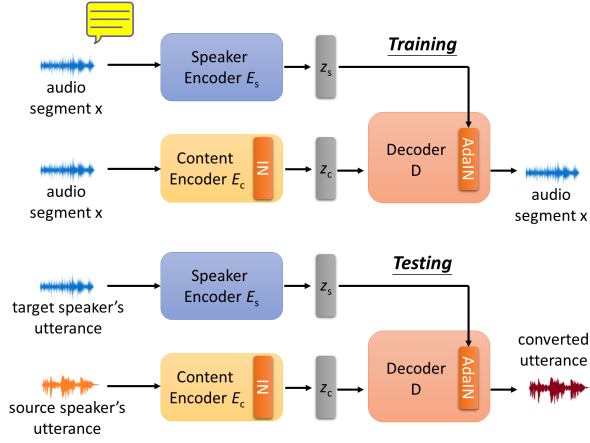 Training
audio
segment x
Speaker
Encoder Es
zs
audio
segment x
Content
Encoder Ec
IN
zc
Decoder
D
AdaIN
audio
segment x
Testing
target speaker's
utterance
Speaker
Encoder Es
zs
source speaker's
utterance
Content
Encoder Ec
IN
zc
Decoder
D
AdaIN
converted
utterance